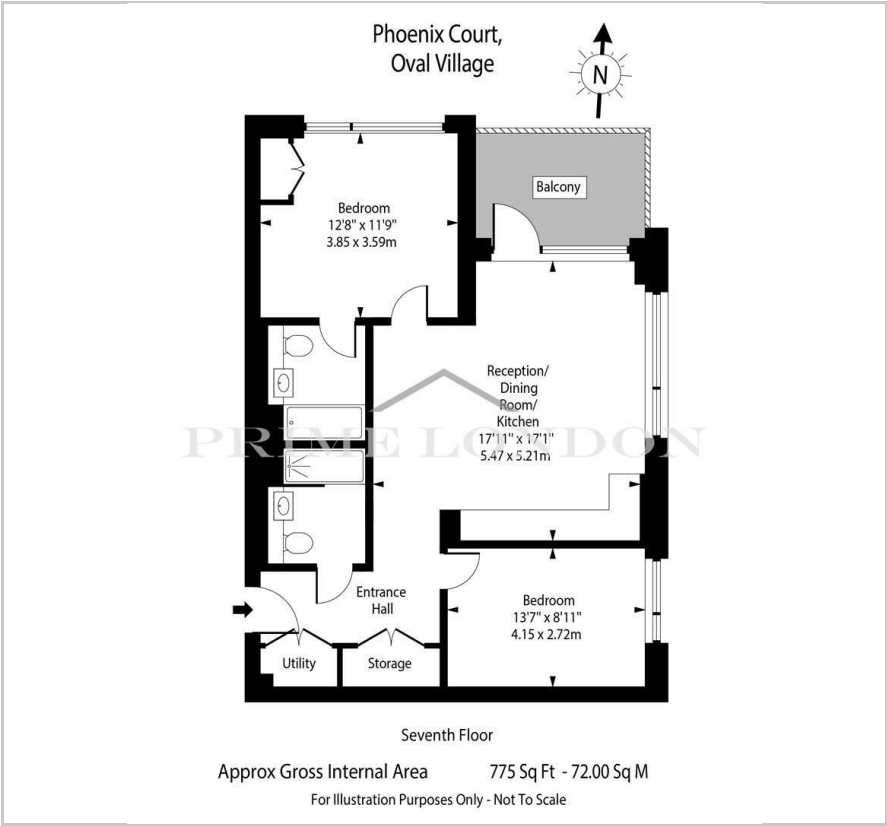 Phoenix Court,
Oval Village
N
Balcony
Bedroom
12'8" x 11'9"
3.85 x 3.59m
Reception/
Dining
Room/
Kitchen
17'11" x 17'1"
5.47 x 5.21m
PRIME LONDON
Entrance
Hall
Bedroom
13'7" x 8'11"
4.15 x 2.72m
Utility
Storage
Seventh Floor
Approx Gross Internal Area 775 Sq Ft - 72.00 Sq M
For Illustration Purposes Only - Not To Scale